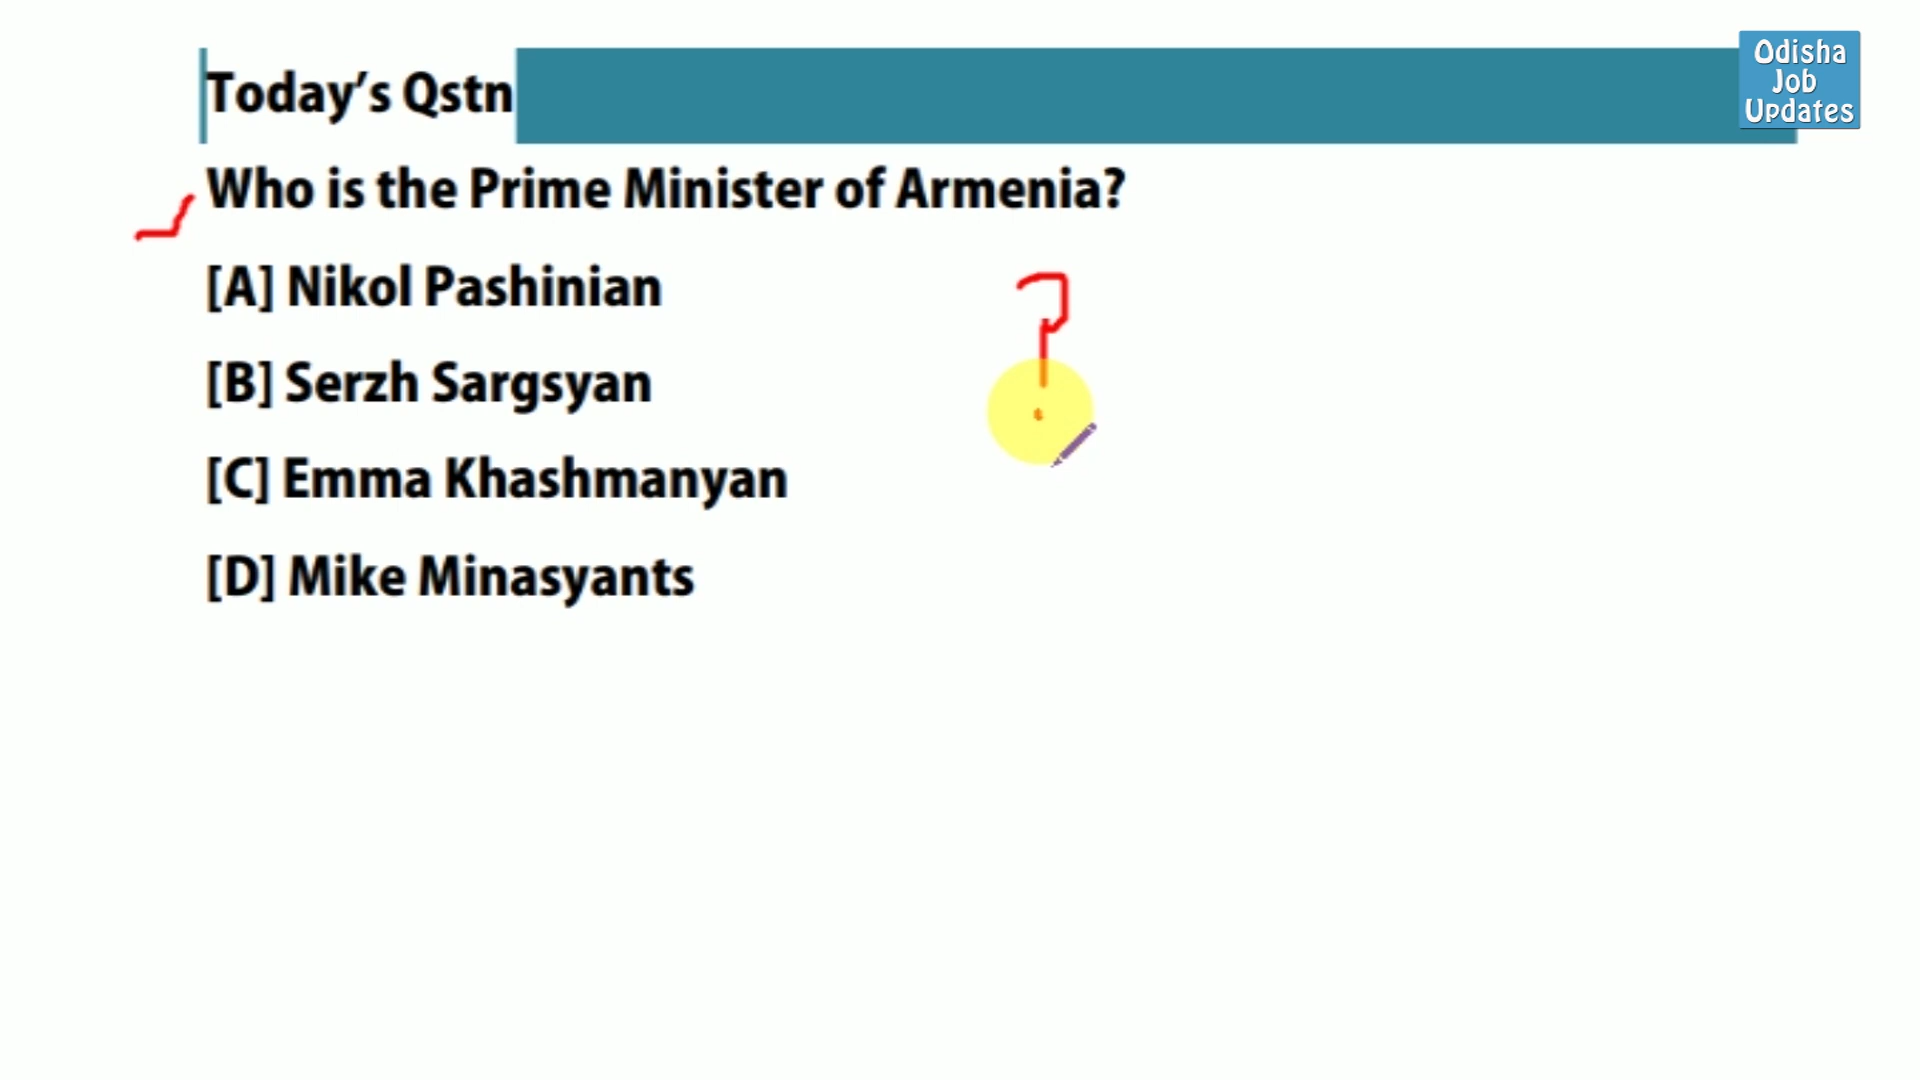 Today's Qstn
Odisha
Job
Updates
Who is the Prime Minister of Armenia?
[A] Nikol Pashinian
[B] Serzh Sargsyan
[C] Emma Khashmanyan
[D] Mike Minasyants